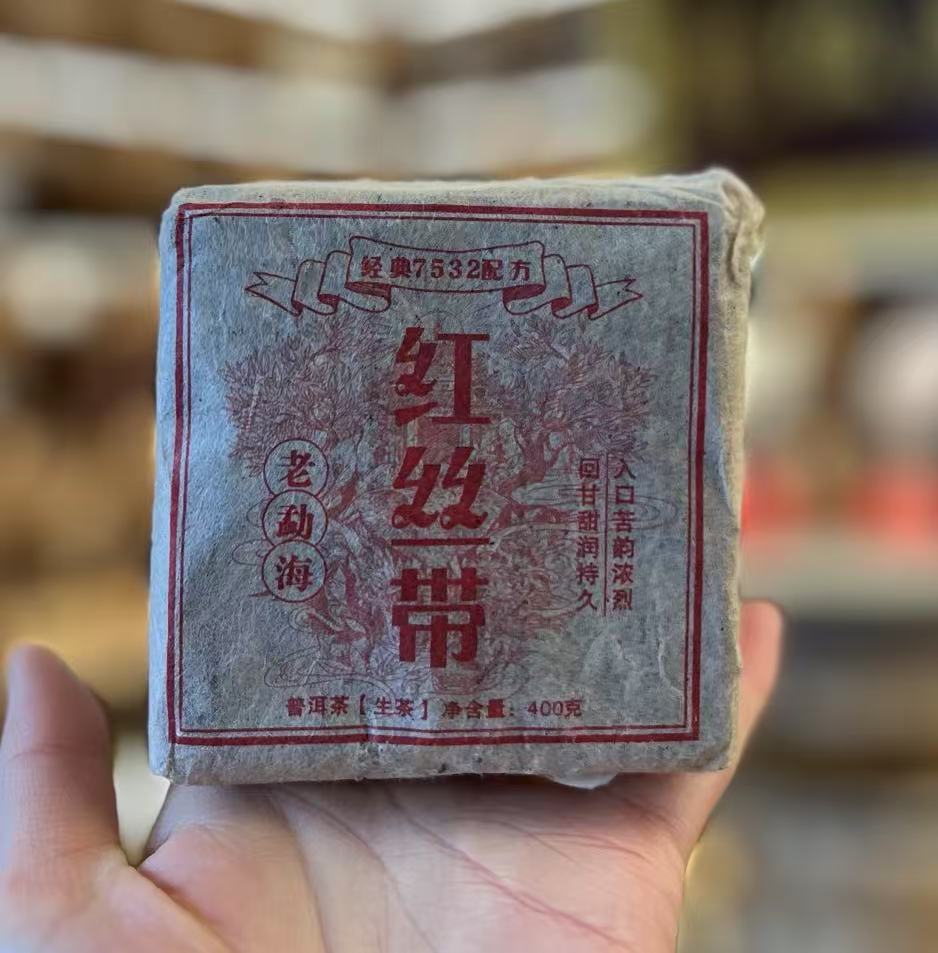 经典7532配方
红丝带
老勐海
入口苦韵浓烈
回甘甜润持久
普洱茶【生茶】净含量：400克